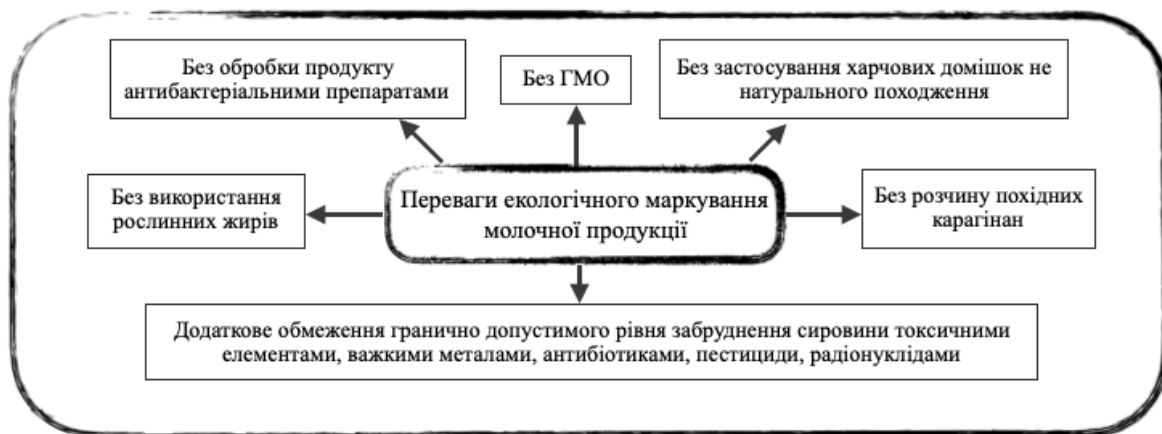 Без обробки продукту
антибактеріальними препаратами
Без ГМО
Без застосування харчових домішок не
натурального походження
Без використання
рослинних жирів
Переваги екологічного маркування
молочної продукції
Без розчину похідних
карагінан
Додаткове обмеження гранично допустимого рівня забруднення сировини токсичними
елементами, важкими металами, антибіотиками, пестициди, радіонуклідами